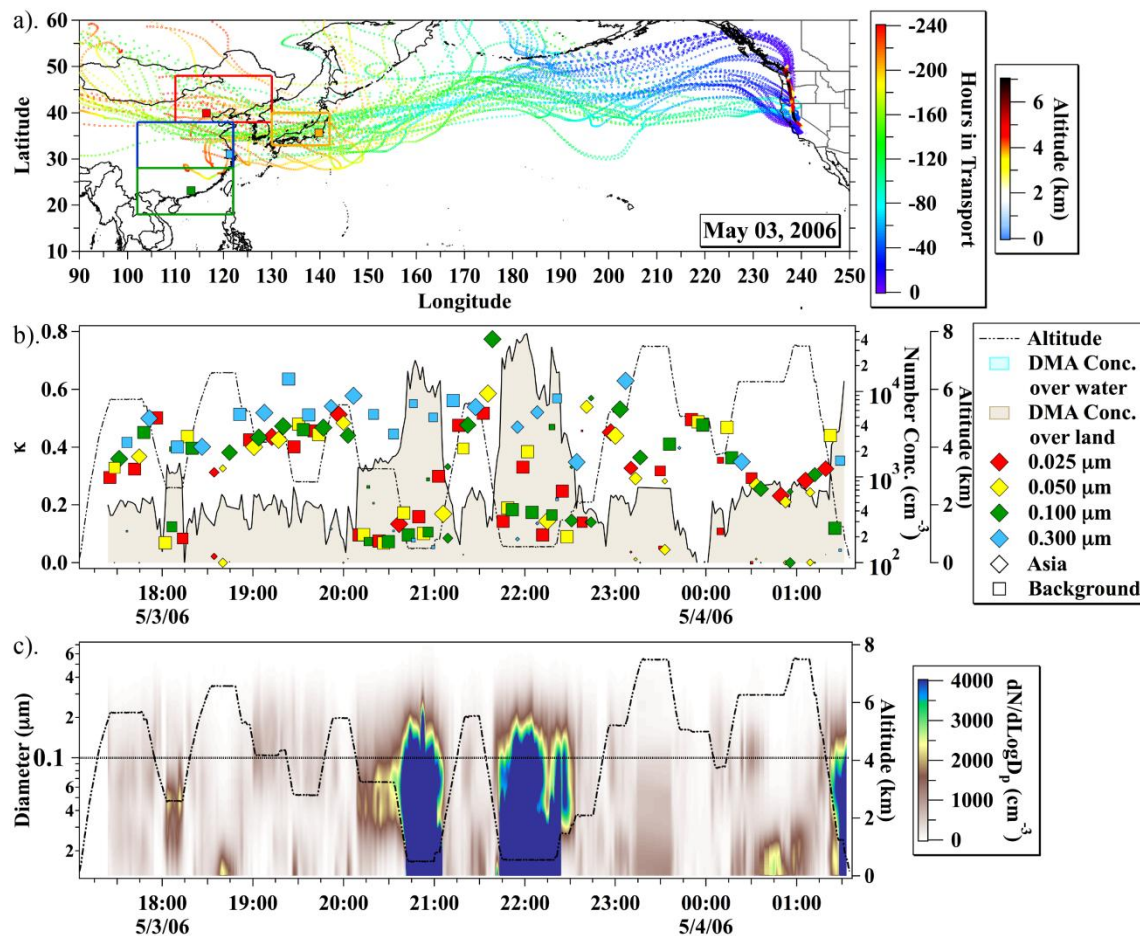 a).
60
50
40
30
20
10
Latitude
90 100 110 120 130 140 150 160 170 180 190 200 210 220 230 240 250
Longitude
May 03, 2006
-240
-200
-160
-120
-80
-40
0
Hours in Transport
6
4
2
0
Altitude (km)
b).
0.8
0.6
0.4
0.2
0.0
κ
4
2
10^4
4
2
10^3
4
2
10^2
Number Conc. (cm^-3)
8
6
4
2
0
Altitude (km)
18:00 19:00 20:00 21:00 22:00 23:00 00:00 01:00
5/3/06 5/4/06
Altitude
DMA Conc.
over water
DMA Conc.
over land
0.025 μm
0.050 μm
0.100 μm
0.300 μm
Asia
Background
c).
6
4
2
0.1
6
4
2
Diameter (μm)
8
6
4
2
0
Altitude (km)
18:00 19:00 20:00 21:00 22:00 23:00 00:00 01:00
5/3/06 5/4/06
4000
3000
2000
1000
0
dN/dLogD_p (cm^-3)